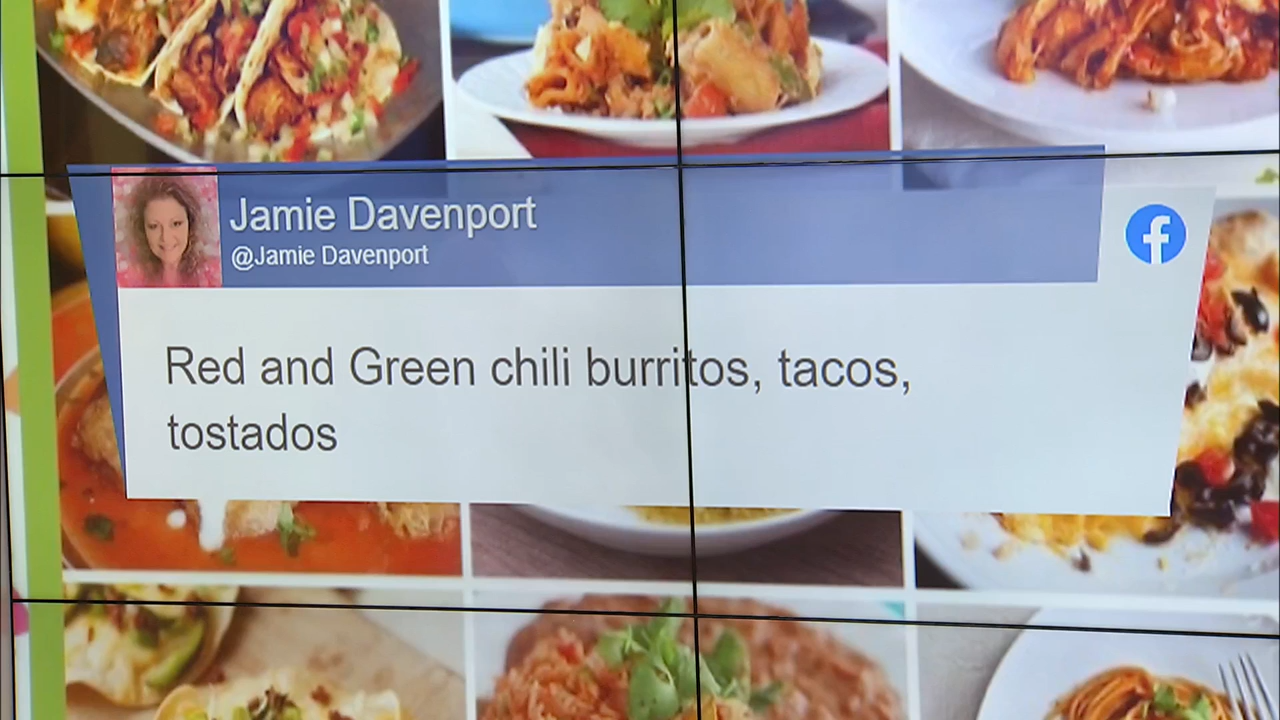 Jamie Davenport
@Jamie Davenport
Red and Green chili burritos, tacos,
tostados